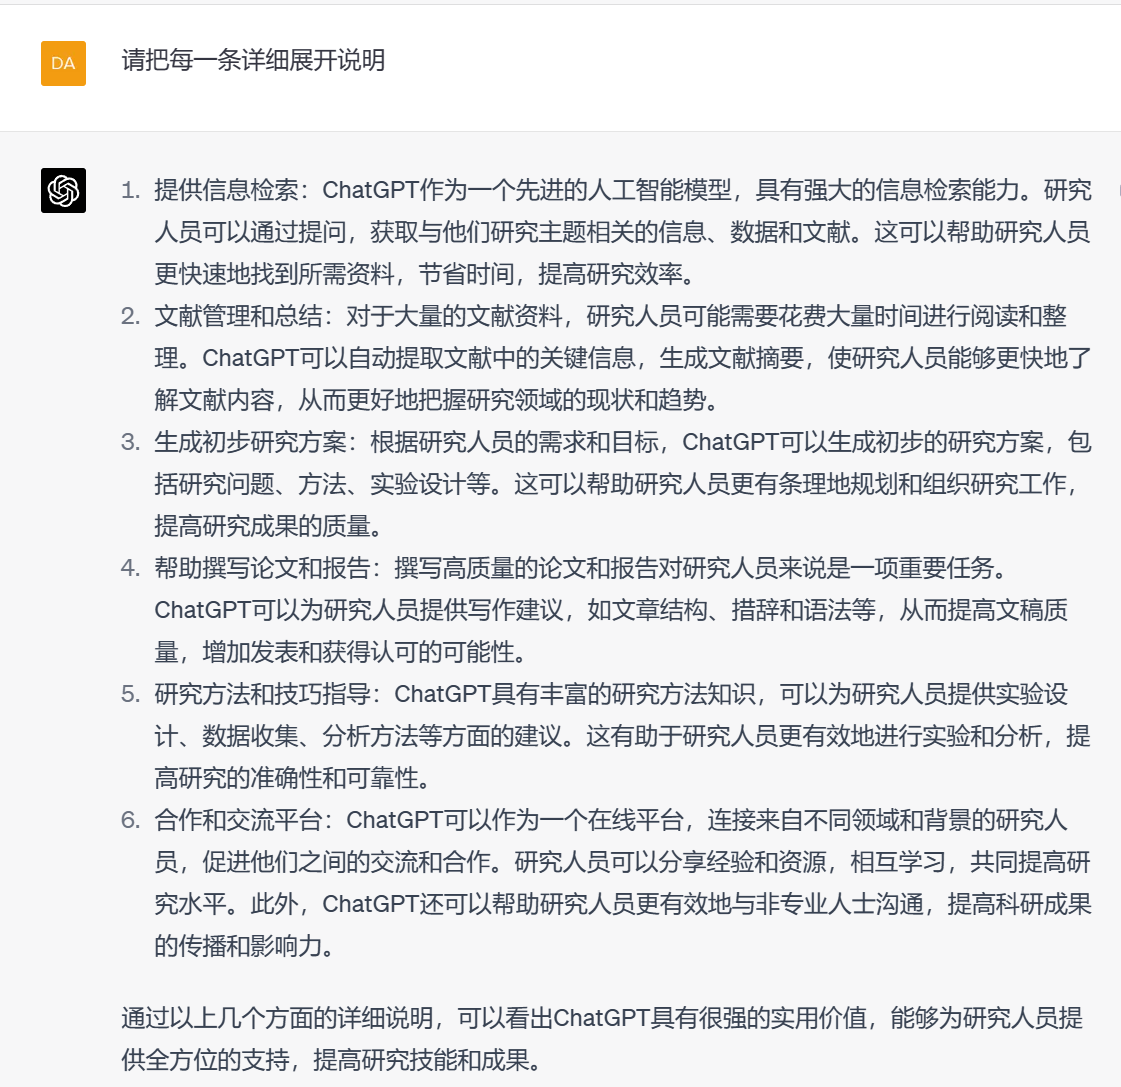 DA
请把每一条详细展开说明
1. 提供信息检索：ChatGPT作为一个先进的人工智能模型，具有强大的信息检索能力。研究
人员可以通过提问，获取与他们研究主题相关的信息、数据和文献。这可以帮助研究人员
更快速地找到所需资料，节省时间，提高研究效率。
2. 文献管理和总结：对于大量的文献资料，研究人员可能需要花费大量时间进行阅读和整
理。ChatGPT可以自动提取文献中的关键信息，生成文献摘要，使研究人员能够更快地了
解文献内容，从而更好地把握研究领域的现状和趋势。
3. 生成初步研究方案：根据研究人员的需求和目标，ChatGPT可以生成初步的研究方案，包
括研究问题、方法、实验设计等。这可以帮助研究人员更有条理地规划和组织研究工作，
提高研究成果的质量。
4. 帮助撰写论文和报告：撰写高质量的论文和报告对研究人员来说是一项重要任务。
ChatGPT可以为研究人员提供写作建议，如文章结构、措辞和语法等，从而提高文稿质
量，增加发表和获得认可的可能性。
5. 研究方法和技巧指导：ChatGPT具有丰富的研究方法知识，可以为研究人员提供实验设
计、数据收集、分析方法等方面的建议。这有助于研究人员更有效地进行实验和分析，提
高研究的准确性和可靠性。
6. 合作和交流平台：ChatGPT可以作为一个在线平台，连接来自不同领域和背景的研究人
员，促进他们之间的交流和合作。研究人员可以分享经验和资源，相互学习，共同提高研
究水平。此外，ChatGPT还可以帮助研究人员更有效地与非专业人士沟通，提高科研成果
的传播和影响力。
通过以上几个方面的详细说明，可以看出ChatGPT具有很强的实用价值，能够为研究人员提
供全方位的支持，提高研究技能和成果。